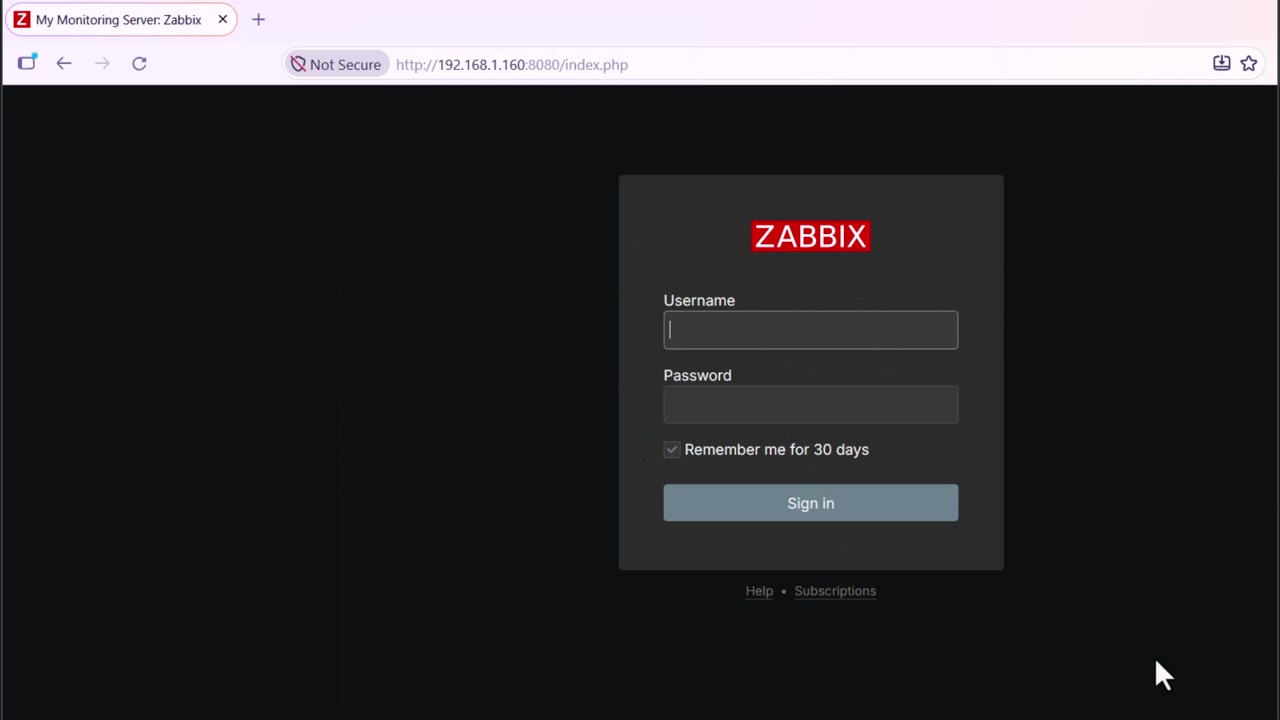 Z My Monitoring Server: Zabbix
Not Secure http://192.168.1.160:8080/index.php
ZABBIX
Username
Password
Remember me for 30 days
Sign in
Help • Subscriptions